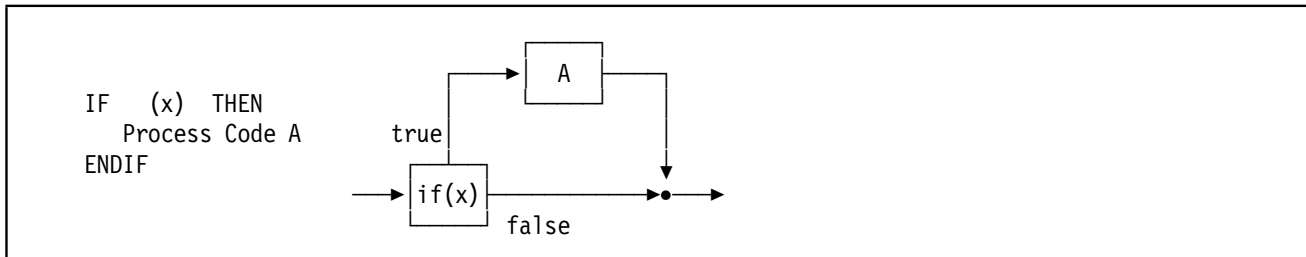 IF (x) THEN
Process Code A
ENDIF
A
true
if(x)
false